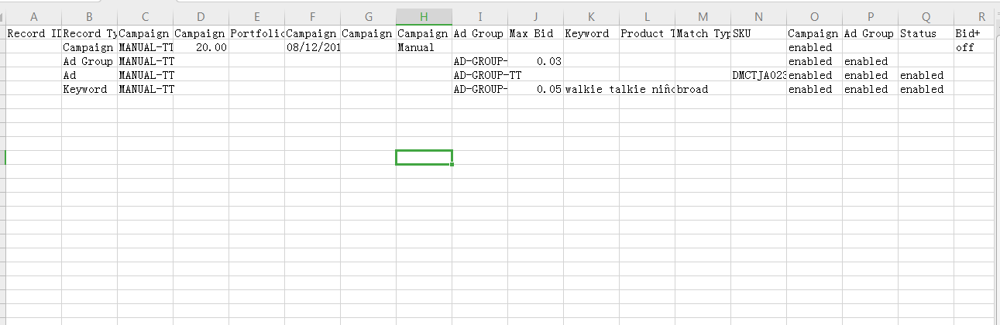 A B C D E F G H I J K L M N O P Q R
Record ID Record Ty Campaign Campaign Portfolio Campaign Campaign Campaign Ad Group Max Bid Keyword Product T Match Typ SKU Campaign Ad Group Status Bid+
Campaign MANUAL-TT 20.00 08/12/201 Manual enabled off
Ad Group MANUAL-TT AD-GROUP- 0.03 enabled enabled
Ad MANUAL-TT AD-GROUP-TT DMCTJA023 enabled enabled enabled
Keyword MANUAL-TT AD-GROUP- 0.05 walkie talkie niño broad enabled enabled enabled